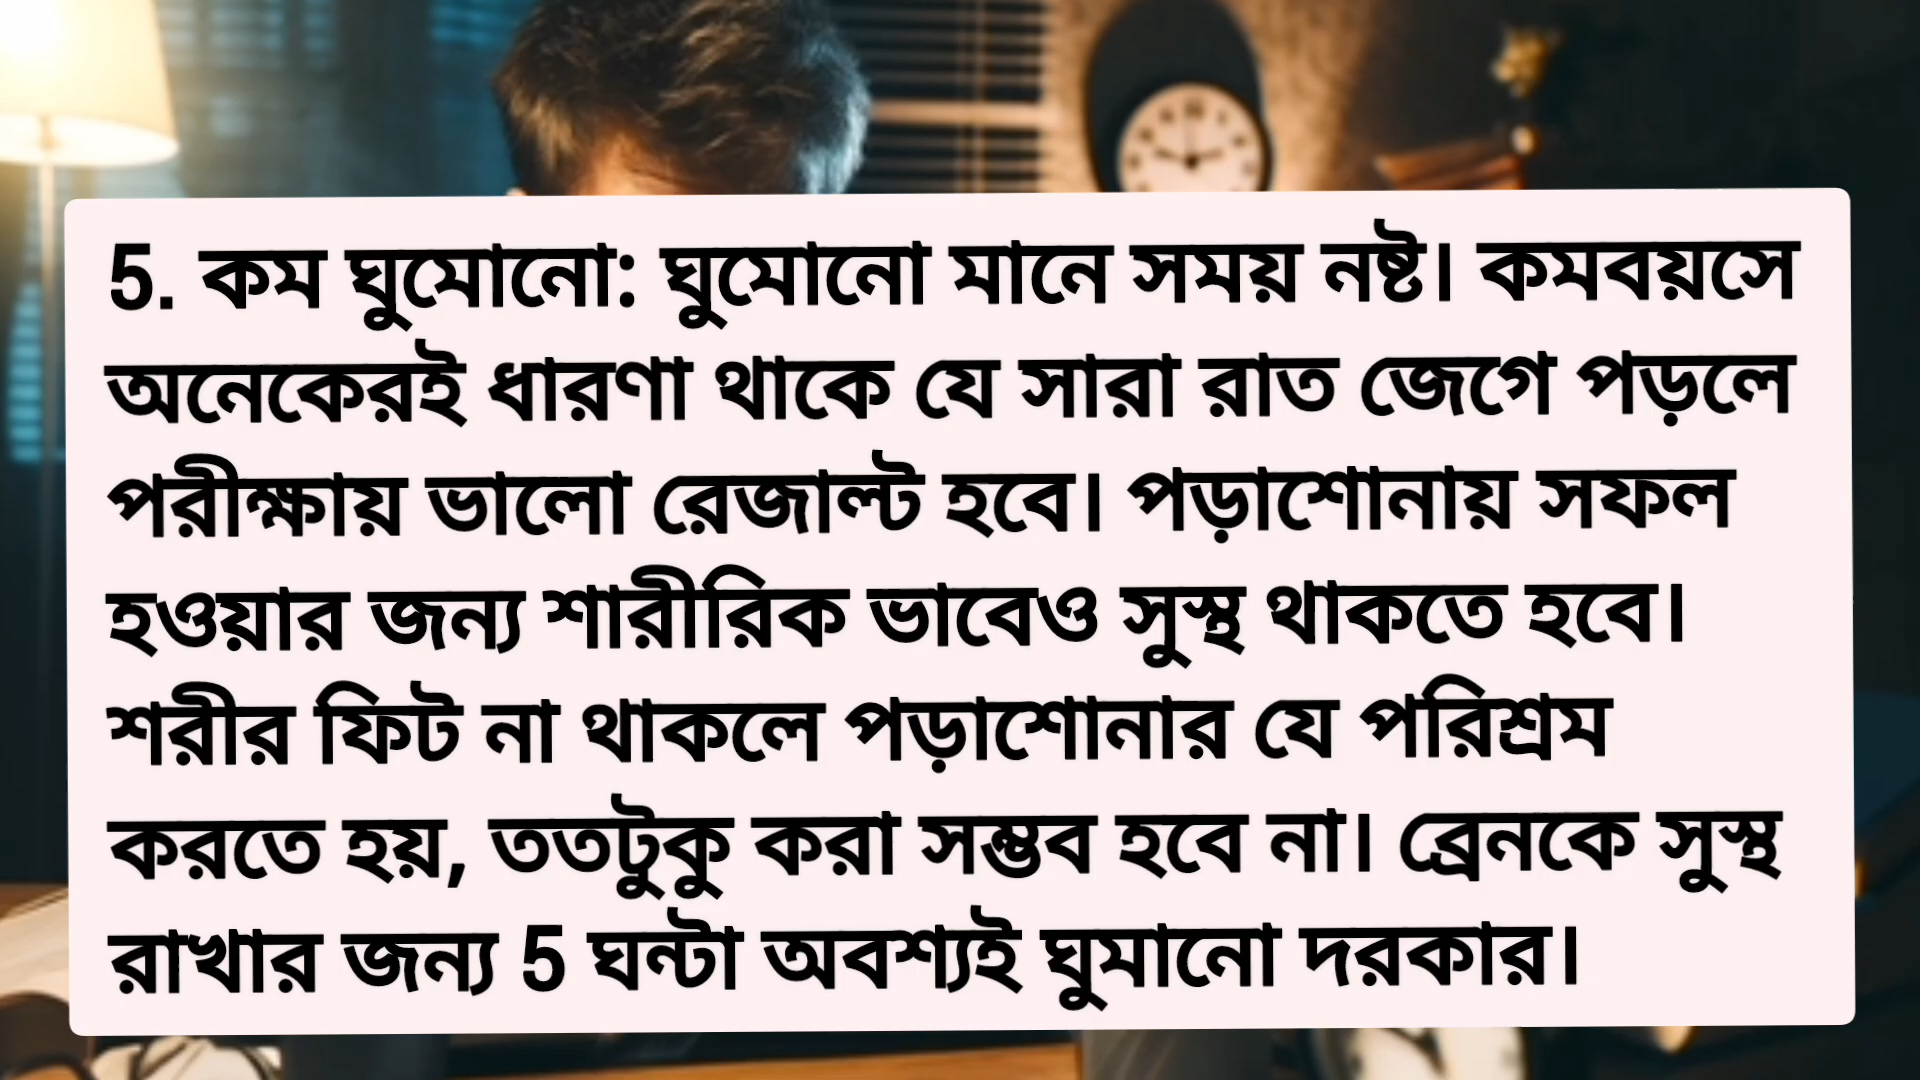 5. কম ঘুমোনো: ঘুমোনো মানে সময় নষ্ট। কমবয়সে
অনেকেরই ধারণা থাকে যে সারা রাত জেগে পড়লে
পরীক্ষায় ভালো রেজাল্ট হবে। পড়াশোনায় সফল
হওয়ার জন্য শারীরিক ভাবেও সুস্থ থাকতে হবে।
শরীর ফিট না থাকলে পড়াশোনার যে পরিশ্রম
করতে হয়, ততটুকু করা সম্ভব হবে না। ব্রেনকে সুস্থ
রাখার জন্য 5 ঘন্টা অবশ্যই ঘুমানো দরকার।